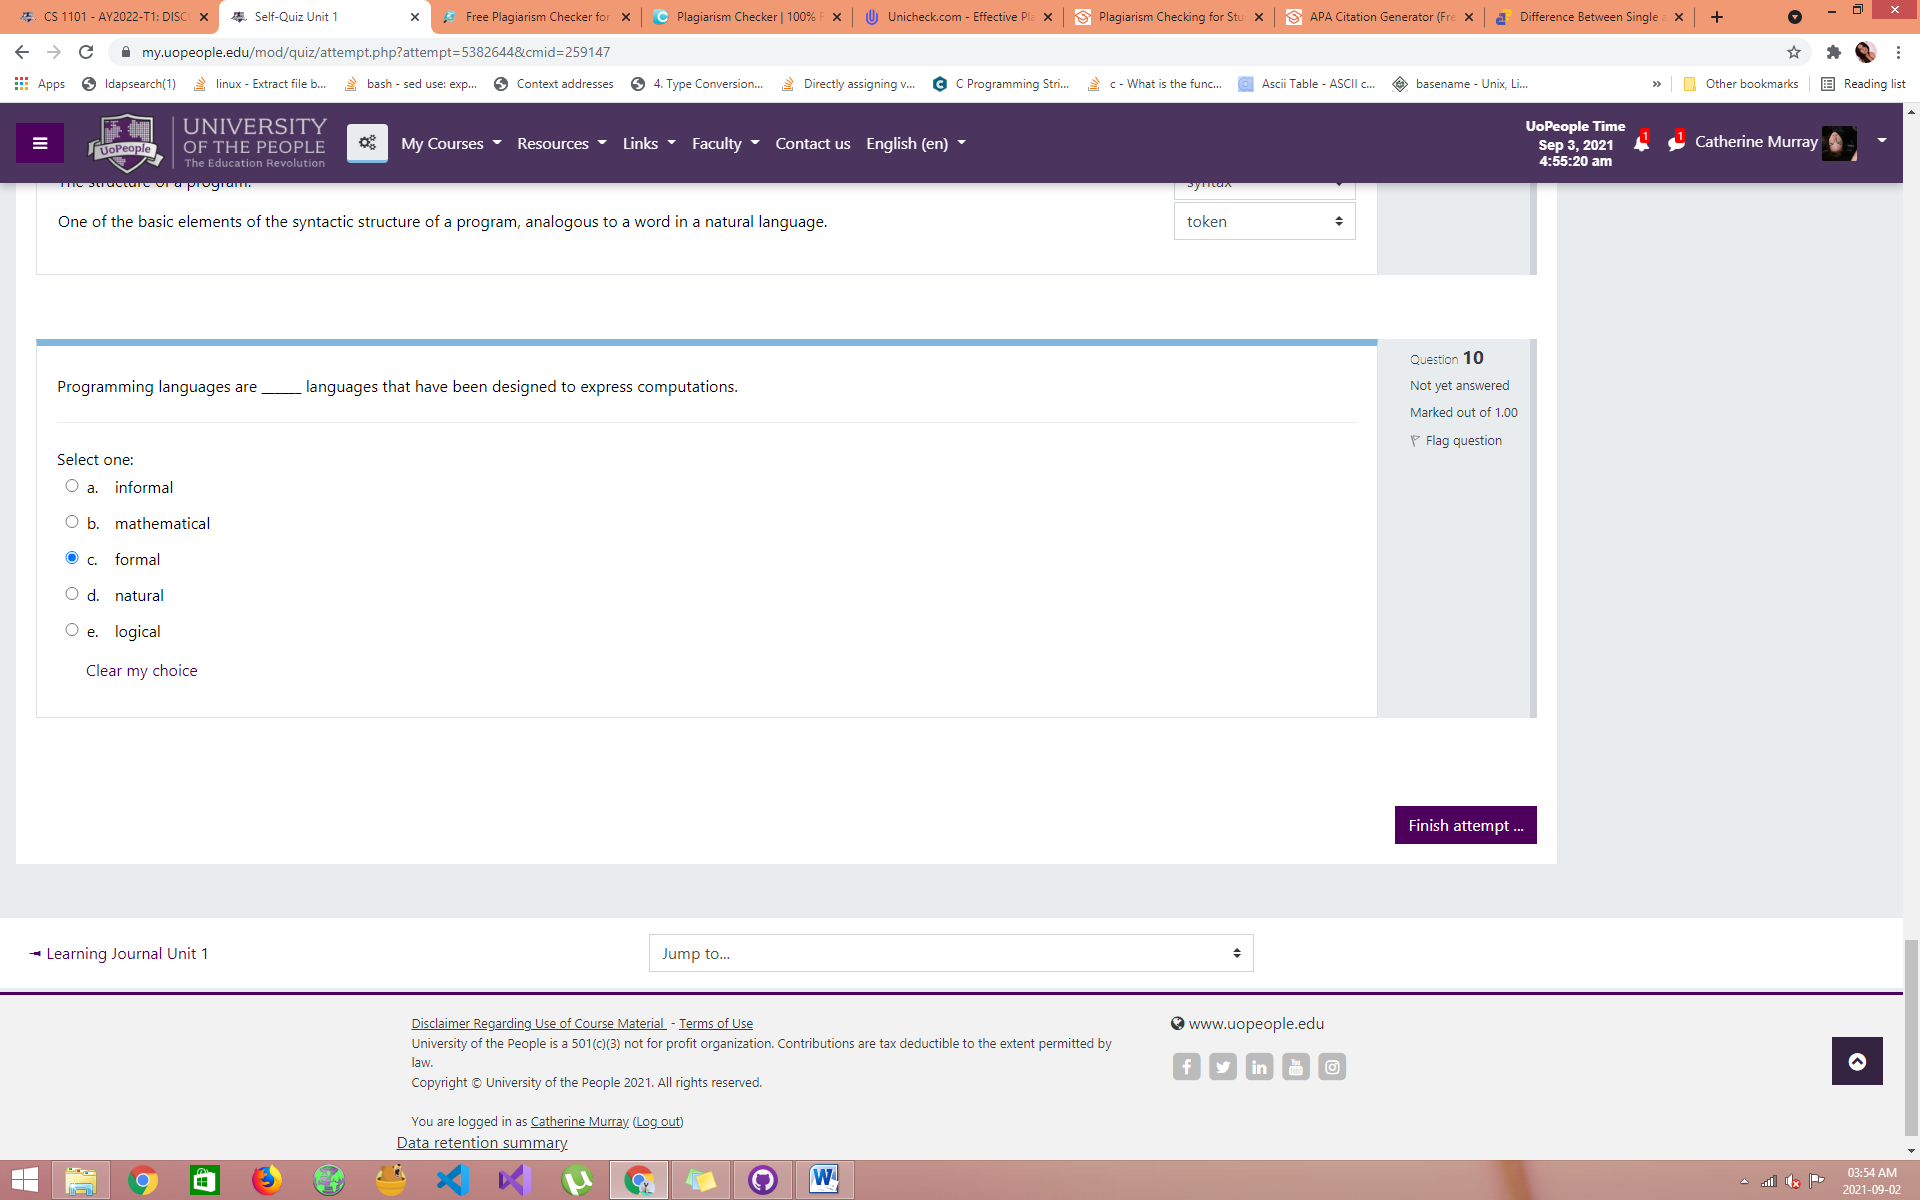 CS 1101 - AY2022-T1: DISC
Self-Quiz Unit 1
Free Plagiarism Checker for
Plagiarism Checker | 100% F
Unicheck.com - Effective Pla
Plagiarism Checking for Stu
APA Citation Generator (Fre
Difference Between Single a
my.uopeople.edu/mod/quiz/attempt.php?attempt=5382644&cmid=259147
Apps
ldapsearch(1)
linux - Extract file b...
bash - sed use: exp...
Context addresses
4. Type Conversion...
Directly assigning v...
C Programming Stri...
c - What is the func...
Ascii Table - ASCII c...
basename - Unix, Li...
»
Other bookmarks
Reading list
UoPeople
UNIVERSITY
OF THE PEOPLE
The Education Revolution
My Courses
Resources
Links
Faculty
Contact us
English (en)
UoPeople Time
Sep 3, 2021
4:55:20 am
1
1
Catherine Murray
The structure of a program.
syntax
One of the basic elements of the syntactic structure of a program, analogous to a word in a natural language.
token
Programming languages are ______ languages that have been designed to express computations.
Question 10
Not yet answered
Marked out of 1.00
Flag question
Select one:
a. informal
b. mathematical
c. formal
d. natural
e. logical
Clear my choice
Finish attempt ...
◄ Learning Journal Unit 1
Jump to...
Disclaimer Regarding Use of Course Material - Terms of Use
University of the People is a 501(c)(3) not for profit organization. Contributions are tax deductible to the extent permitted by
law.
Copyright © University of the People 2021. All rights reserved.
www.uopeople.edu
You are logged in as Catherine Murray (Log out)
Data retention summary
03:54 AM
2021-09-02